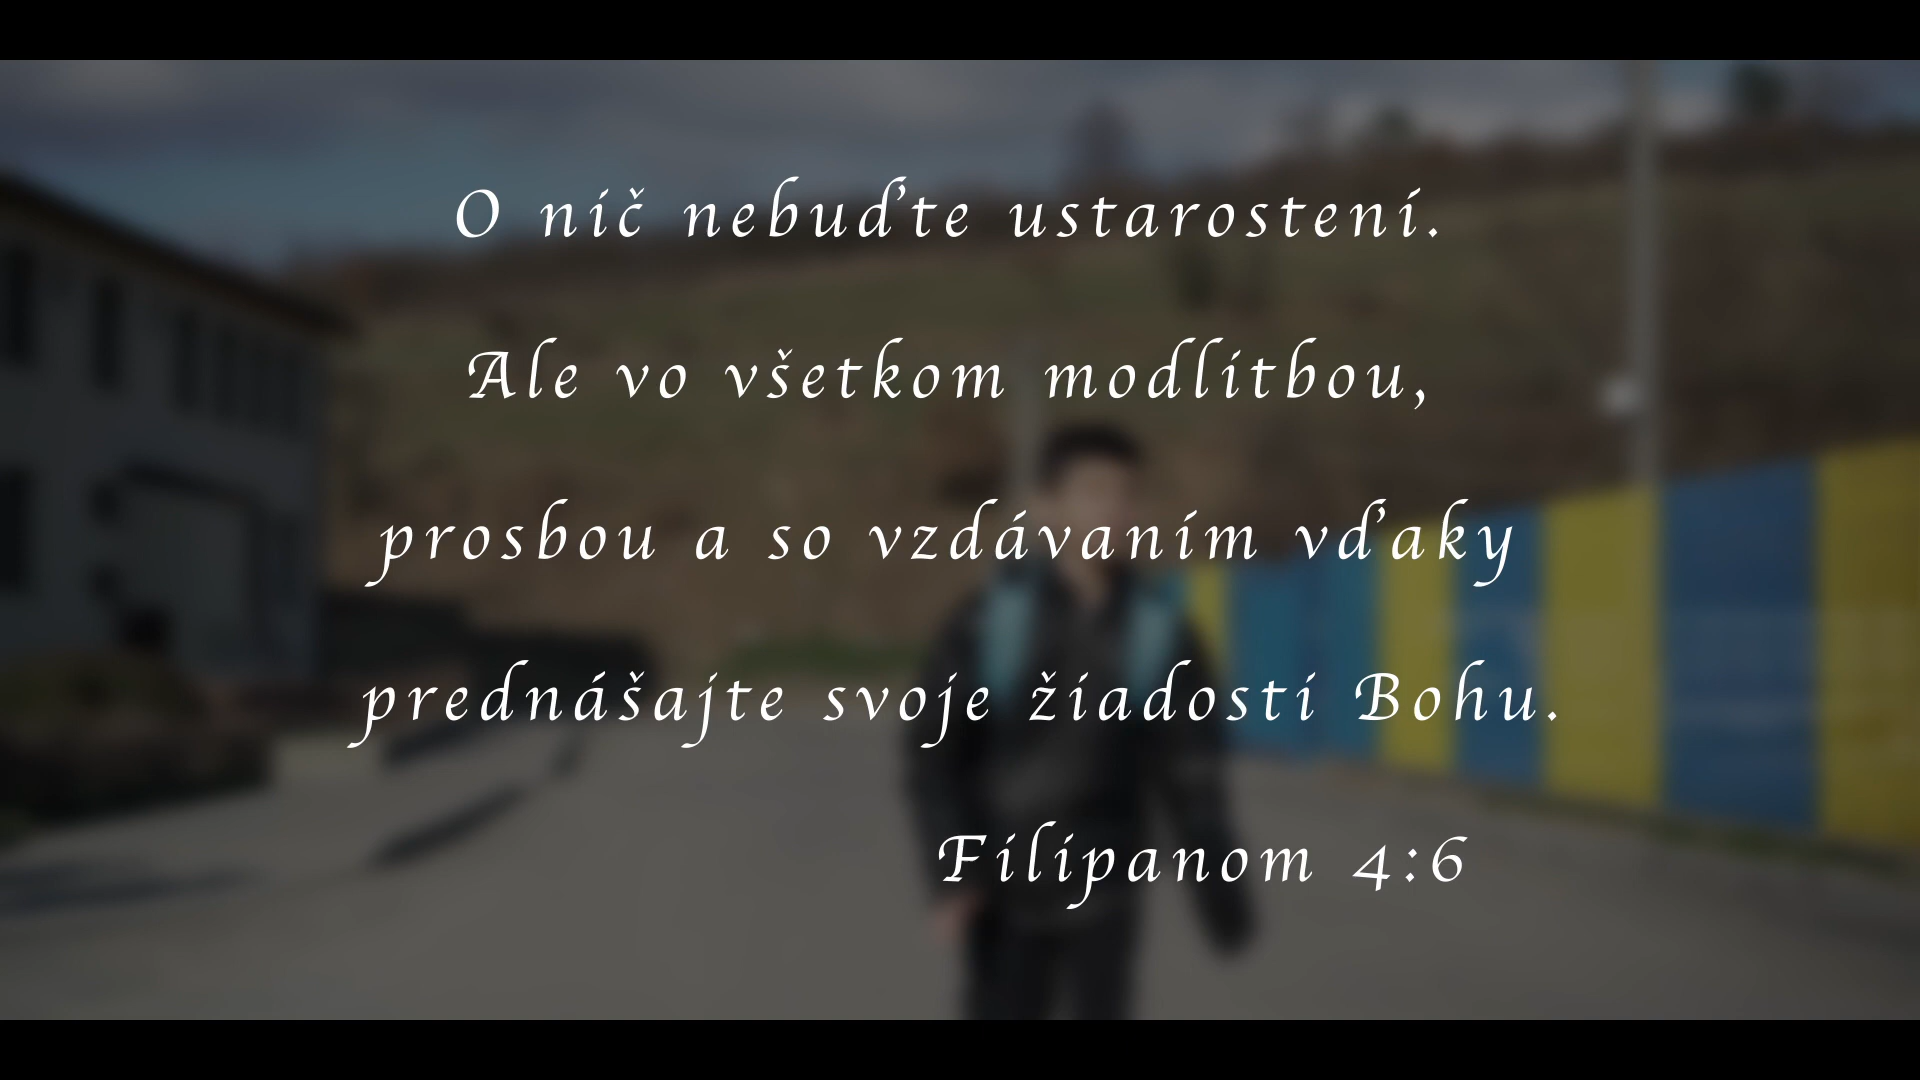 O nič nebuďte ustarostení.
Ale vo všetkom modlitbou,
prosbou a so vzdávaním vďaky
prednášajte svoje žiadosti Bohu.
Filipanom 4:6